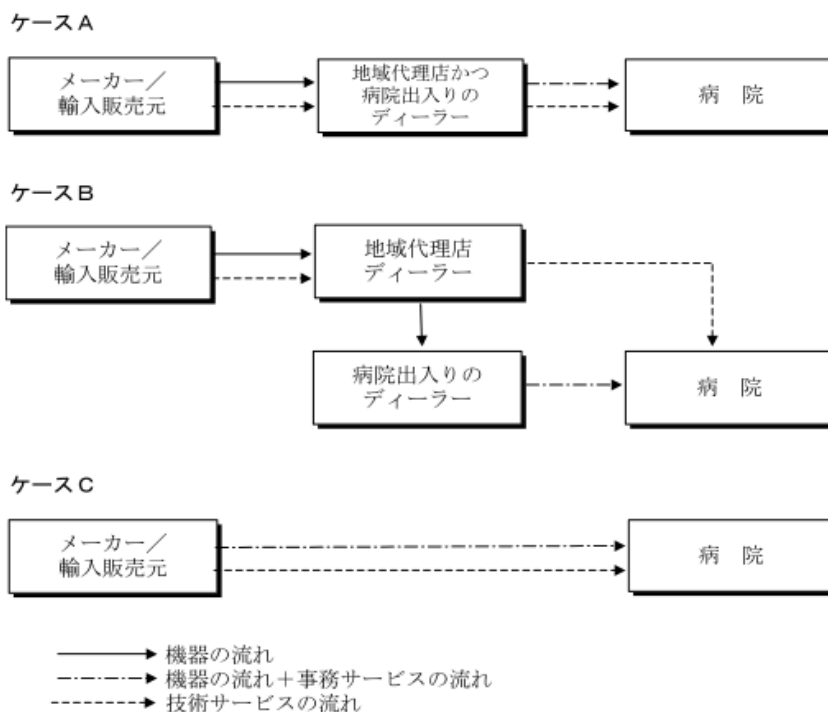 ケースA
メーカー／
輸入販売元
地域代理店かつ
病院出入りの
ディーラー
病　院
ケースB
メーカー／
輸入販売元
地域代理店
ディーラー
病院出入りの
ディーラー
病　院
ケースC
メーカー／
輸入販売元
病　院
機器の流れ
機器の流れ＋事務サービスの流れ
技術サービスの流れ